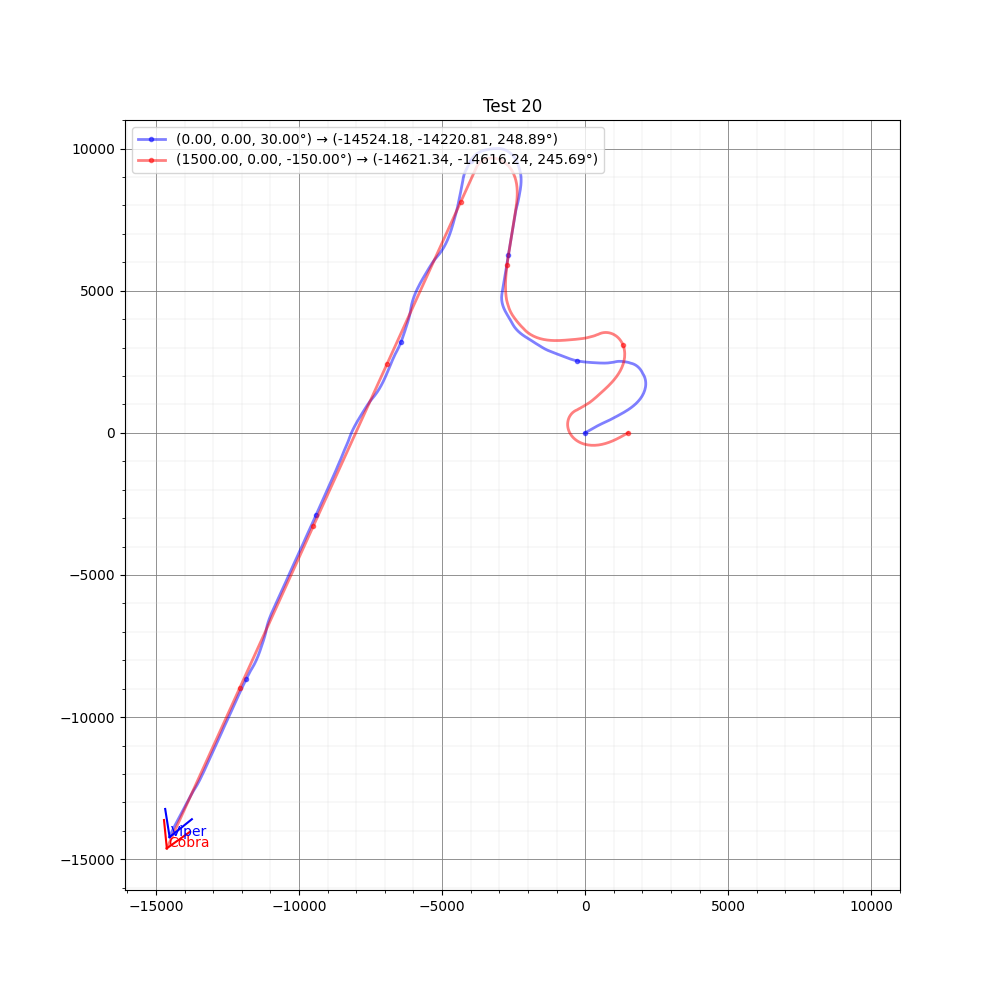 Test 20
(0.00, 0.00, 30.00°) → (-14524.18, -14220.81, 248.89°)
(1500.00, 0.00, -150.00°) → (-14621.34, -14616.24, 245.69°)
10000
5000
0
−5000
−10000
−15000
Viper
Cobra
−15000 −10000 −5000 0 5000 10000